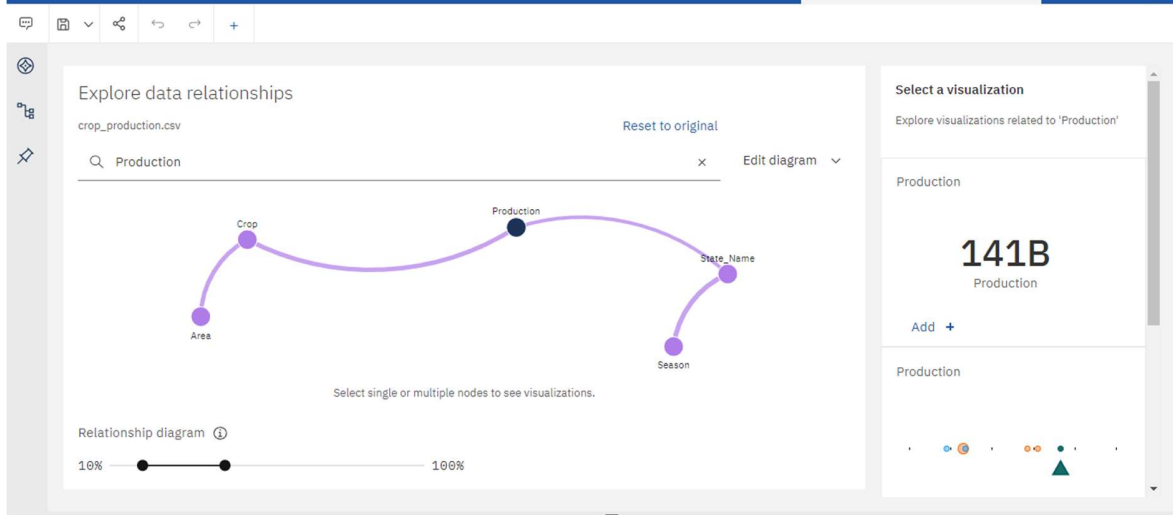 Explore data relationships
crop_production.csv
Reset to original
Production
Edit diagram
Crop
Production
State_Name
Area
Season
Select single or multiple nodes to see visualizations.
Relationship diagram
10%
100%
Select a visualization
Explore visualizations related to 'Production'
Production
141B
Production
Add +
Production